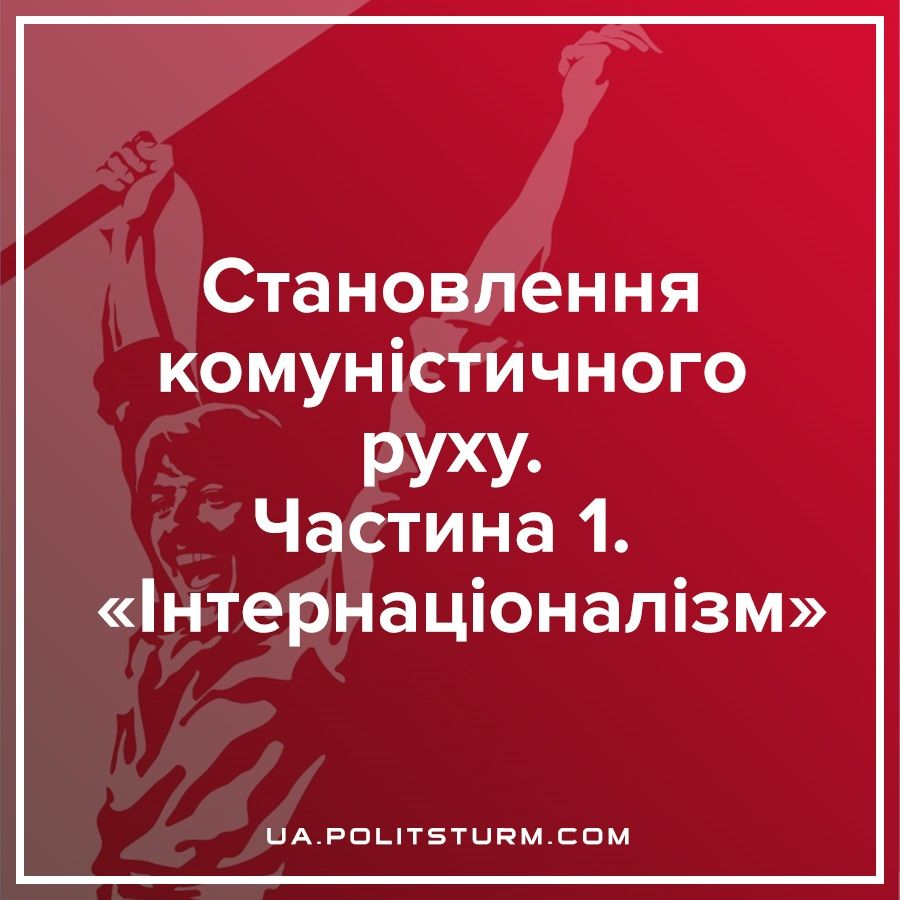 Становлення
комуністичного
руху.
Частина 1.
«Інтернаціоналізм»
UA.POLITSTURM.COM